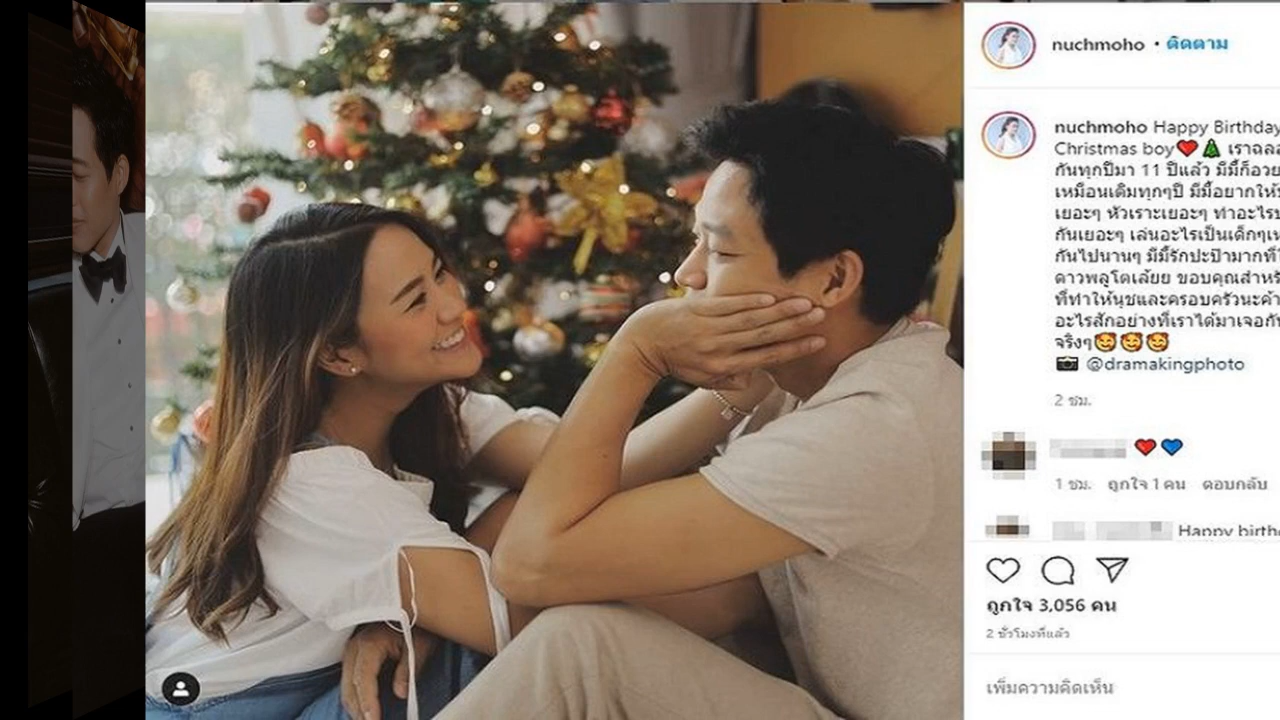 nuchmoho • ติดตาม
nuchmoho Happy Birthday
Christmas boy❤️🎄 เราฉลอ
กันทุกปีมา 11 ปีแล้ว มีมี้ก็อวย
เหมือนเดิมทุกๆปี มีมี้อยากให้
เยอะๆ หัวเราะเยอะๆ ทำอะไร
กันเยอะๆ เล่นอะไรเป็นเด็กๆเห
กันไปนานๆ มีมี้รักปะป๊ามากที่
ดาวพลูโตเล้ยย ขอบคุณสำหรั
ที่ทำให้นุชและครอบครัวนะค้า
อะไรสักอย่างที่เราได้มาเจอกั
จริงๆ🥰🥰🥰
📸 @dramakingphoto
2 ชม.
❤️💙
1 ชม. ถูกใจ 1 คน ตอบกลับ
Happy birth
ถูกใจ 3,056 คน
2 ชั่วโมงที่แล้ว
เพิ่มความคิดเห็น